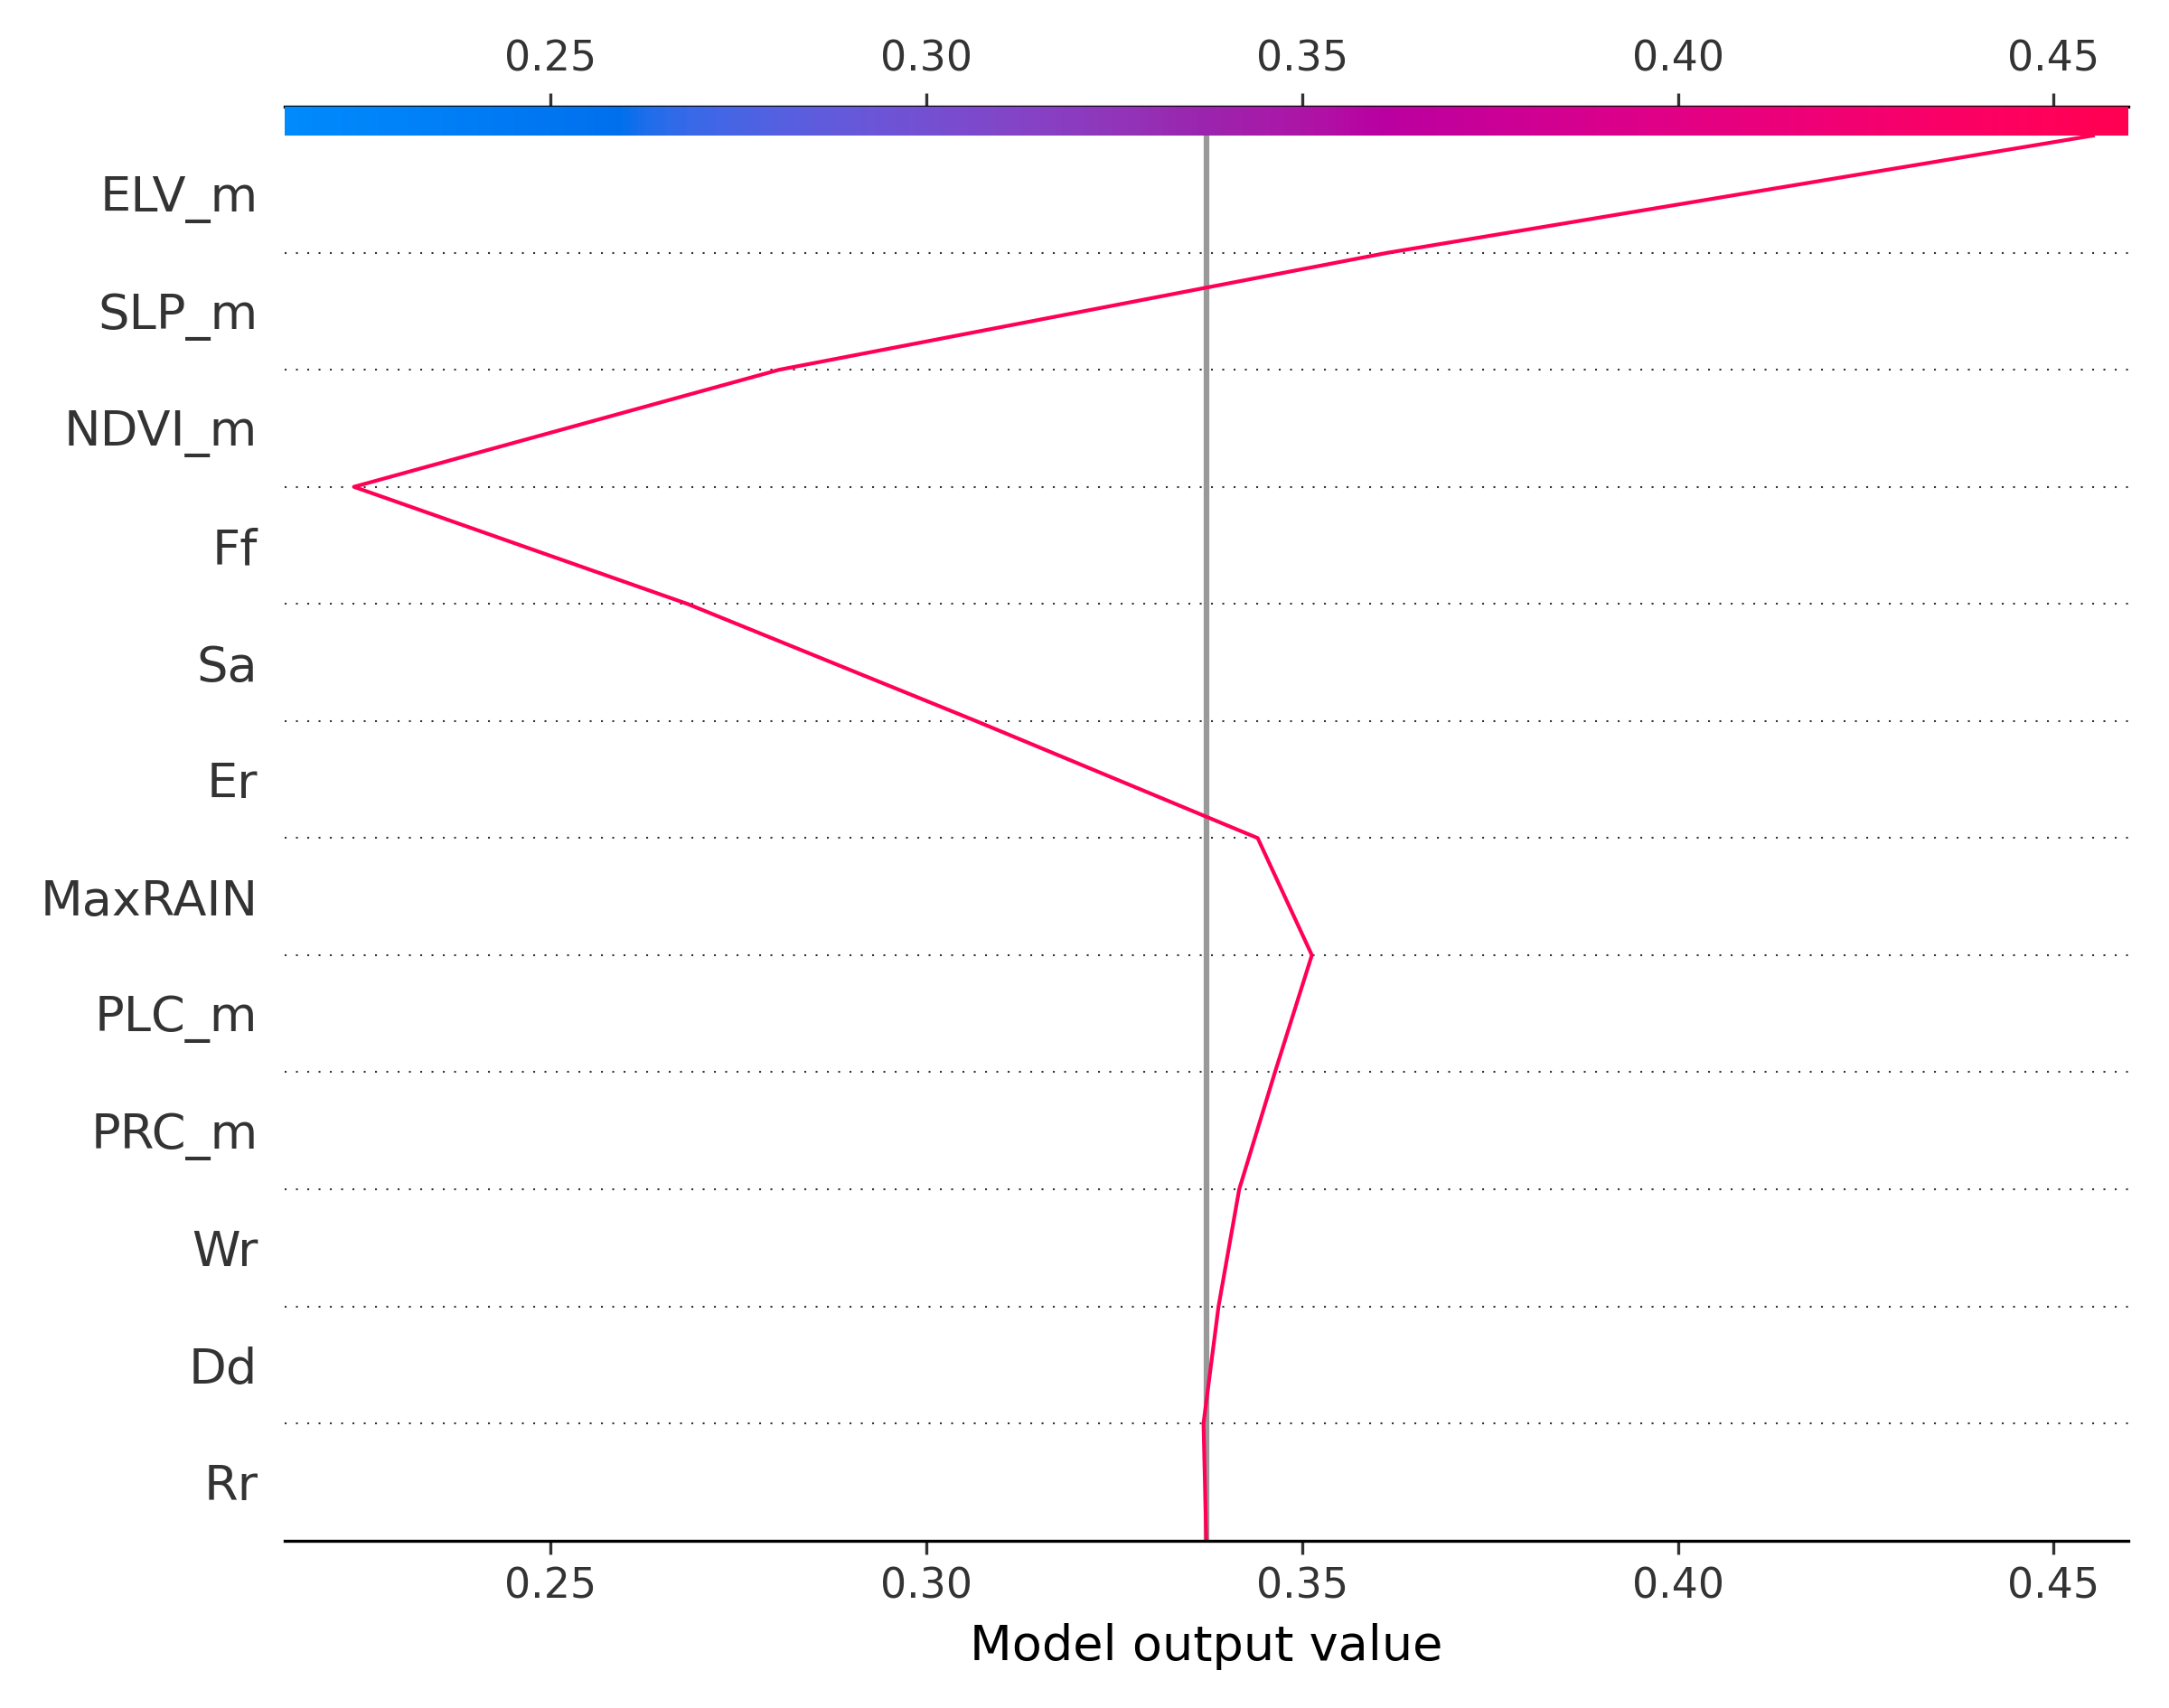 0.25 0.30 0.35 0.40 0.45
ELV_m
SLP_m
NDVI_m
Ff
Sa
Er
MaxRAIN
PLC_m
PRC_m
Wr
Dd
Rr
0.25 0.30 0.35 0.40 0.45
Model output value